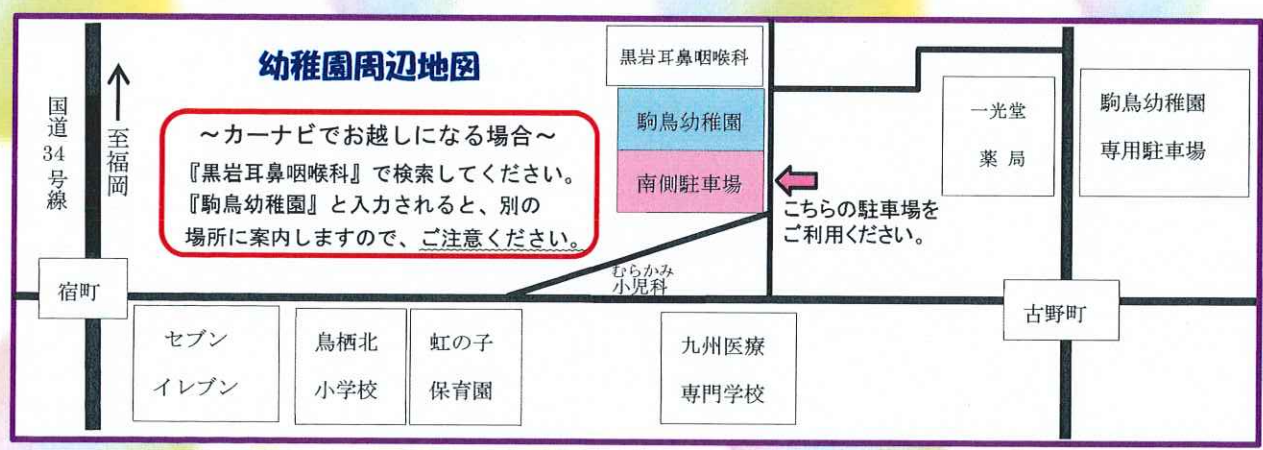 幼稚園周辺地図
国道34号線
至福岡
～カーナビでお越しになる場合～
『黒岩耳鼻咽喉科』で検索してください。
『駒鳥幼稚園』と入力されると、別の
場所に案内しますので、ご注意ください。
黒岩耳鼻咽喉科
駒鳥幼稚園
南側駐車場
こちらの駐車場を
ご利用ください。
一光堂
薬局
駒鳥幼稚園
専用駐車場
むらかみ
小児科
宿町
古野町
セブン
イレブン
鳥栖北
小学校
虹の子
保育園
九州医療
専門学校